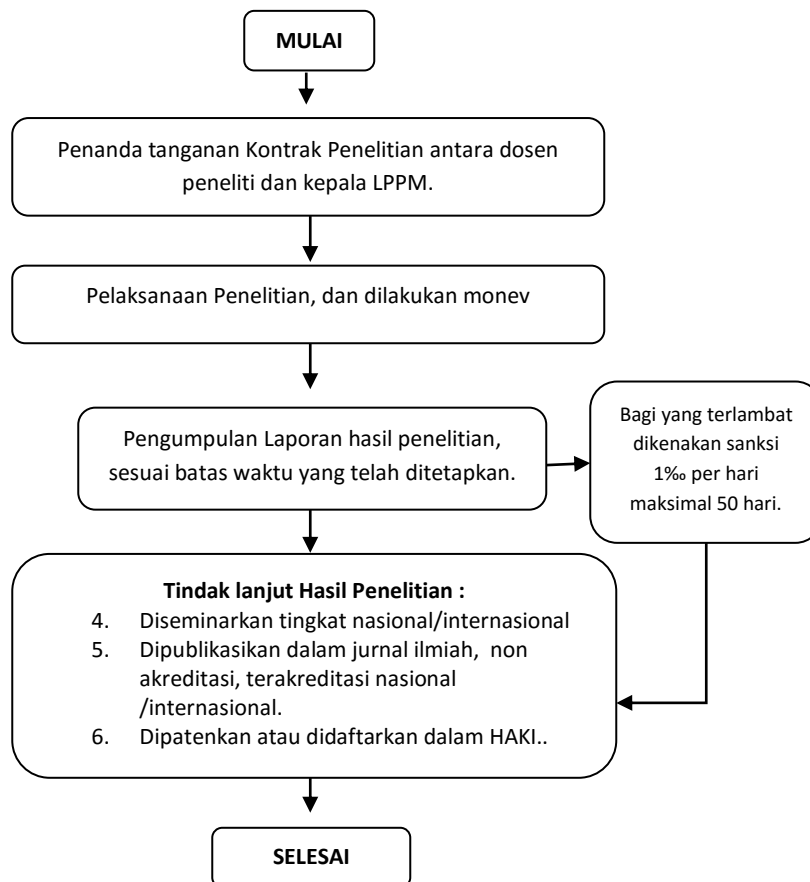 MULAI
Penanda tanganan Kontrak Penelitian antara dosen
peneliti dan kepala LPPM.
Pelaksanaan Penelitian, dan dilakukan monev
Pengumpulan Laporan hasil penelitian,
sesuai batas waktu yang telah ditetapkan.
Bagi yang terlambat
dikenakan sanksi
1‰ per hari
maksimal 50 hari.
Tindak lanjut Hasil Penelitian :
4. Diseminarkan tingkat nasional/internasional
5. Dipublikasikan dalam jurnal ilmiah, non
akreditasi, terakreditasi nasional
/internasional.
6. Dipatenkan atau didaftarkan dalam HAKI..
SELESAI